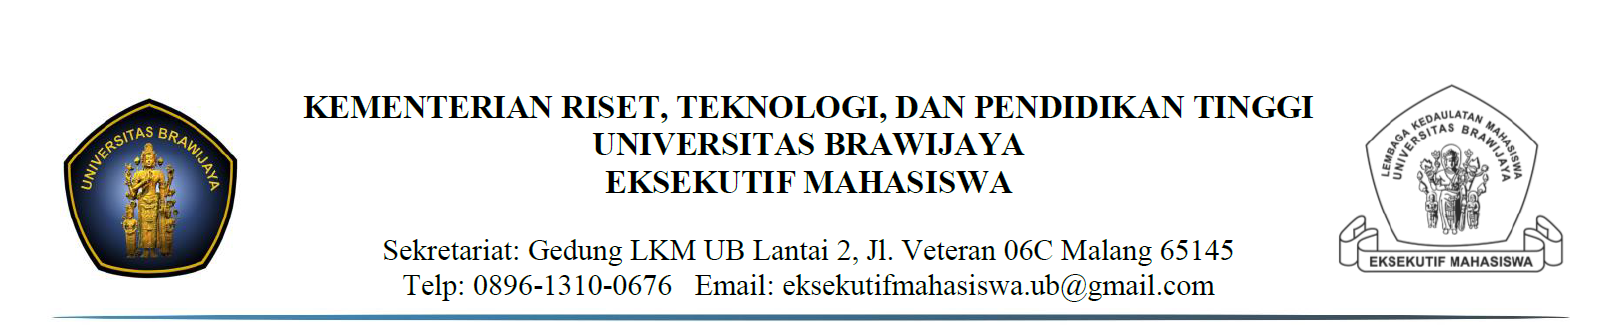 UNIVERSITAS BRAWIJAYA
KEMENTERIAN RISET, TEKNOLOGI, DAN PENDIDIKAN TINGGI
UNIVERSITAS BRAWIJAYA
EKSEKUTIF MAHASISWA
Sekretariat: Gedung LKM UB Lantai 2, Jl. Veteran 06C Malang 65145
Telp: 0896-1310-0676 Email: eksekutifmahasiswa.ub@gmail.com
LEMBAGA KEDAULATAN MAHASISWA
UNIVERSITAS BRAWIJAYA
EKSEKUTIF MAHASISWA